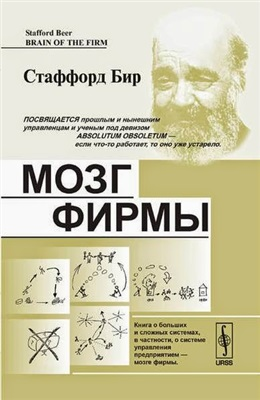 Stafford Beer
BRAIN OF THE FIRM
Стаффорд Бир
ПОСВЯЩАЕТСЯ прошлым и нынешним
управленцам и ученым под девизом
ABSOLUTUM OBSOLETUM —
если что-то работает, то оно уже устарело.
МОЗГ
ФИРМЫ
Книга о больших
и сложных системах,
в частности, о системе
управления
предприятием —
мозге фирмы.
URSS